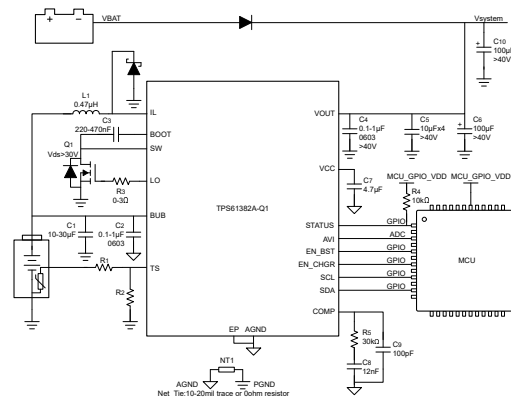 + −
VBAT
Vsystem
C10
100µF
>40V
+
L1
0.47µH
IL
C3
220-470nF
BOOT
SW
Q1
Vds>30V
LO
R3
0-3Ω
BUB
C1
10-30µF
C2
0.1-1µF
0603
TS
R1
R2
TPS61382A-Q1
EP AGND
VOUT
C4
0.1-1µF
0603
>40V
C5
10µFx4
>40V
+
C6
100µF
>40V
VCC
C7
4.7µF
MCU_GPIO_VDD
MCU_GPIO_VDD
R4
10kΩ
STATUS GPIO
AVI ADC
EN_BST GPIO
EN_CHGR GPIO
SCL GPIO
SDA GPIO
MCU
COMP
R5
30kΩ
C8
12nF
C9
100pF
NT1
AGND PGND
Net Tie:10-20mil trace or 0ohm resistor